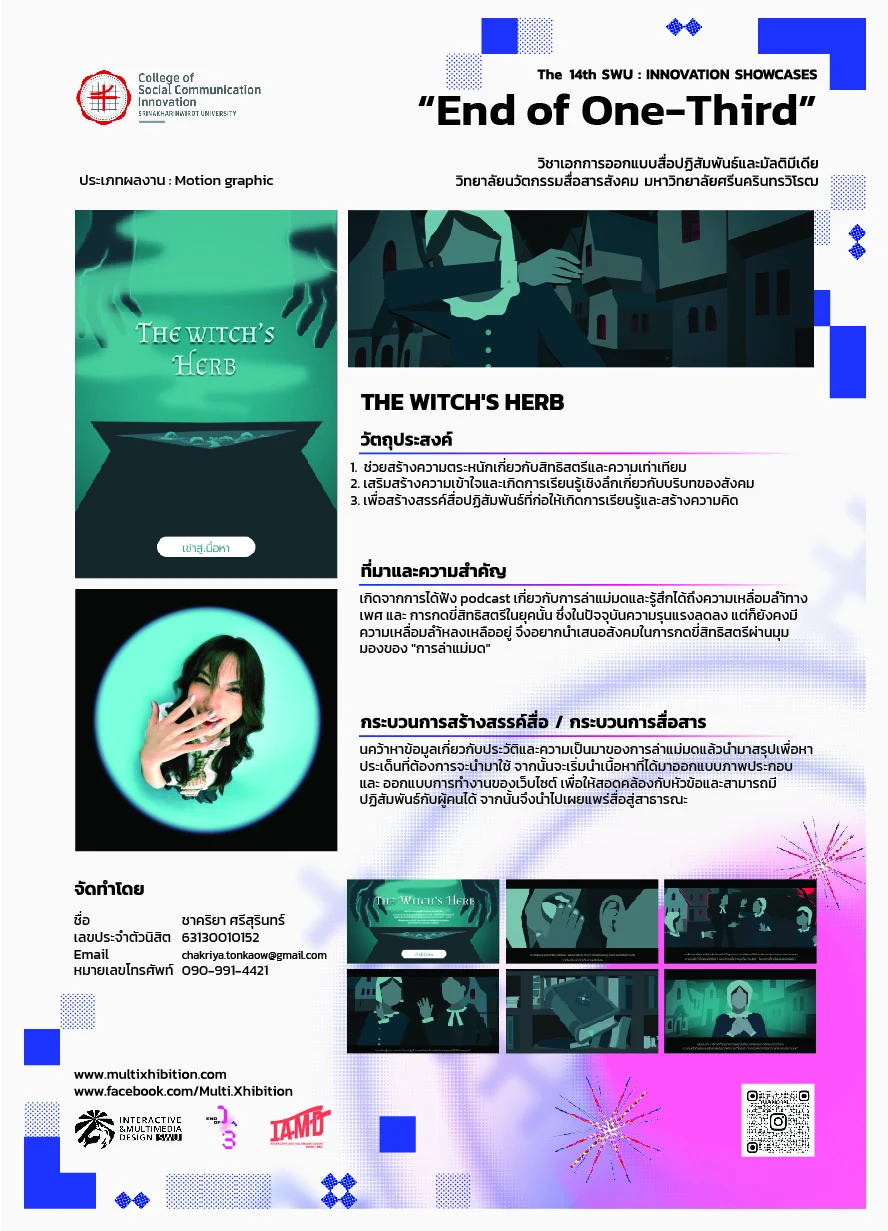 College of
Social Communication
Innovation
SRINAKHARINWIROT UNIVERSITY
The 14th SWU : INNOVATION SHOWCASES
“End of One-Third”
วิชาเอกการออกแบบสื่อปฏิสัมพันธ์และมัลติมีเดีย
วิทยาลัยนวัตกรรมสื่อสารสังคม มหาวิทยาลัยศรีนครินทรวิโรฒ
ประเภทผลงาน : Motion graphic
THE WITCH'S
HERB
เข้าสู่เนื้อหา
THE WITCH'S HERB
วัตถุประสงค์
1. ช่วยสร้างความตระหนักเกี่ยวกับสิทธิสตรีและความเท่าเทียม
2. เสริมสร้างความเข้าใจและเกิดการเรียนรู้เชิงลึกเกี่ยวกับบริบทของสังคม
3. เพื่อสร้างสรรค์สื่อปฏิสัมพันธ์ที่ก่อให้เกิดการเรียนรู้และสร้างความคิด
ที่มาและความสำคัญ
เกิดจากการได้ฟัง podcast เกี่ยวกับการล่าแม่มดและรู้สึกได้ถึงความเหลื่อมล้ำทาง
เพศ และ การกดขี่สิทธิสตรีในยุคนั้น ซึ่งในปัจจุบันความรุนแรงลดลง แต่ก็ยังคงมี
ความเหลื่อมล้ำหลงเหลืออยู่ จึงอยากนำเสนอสังคมในการกดขี่สิทธิสตรีผ่านมุม
มองของ "การล่าแม่มด"
กระบวนการสร้างสรรค์สื่อ / กระบวนการสื่อสาร
นคว้าหาข้อมูลเกี่ยวกับประวัติและความเป็นมาของการล่าแม่มดแล้วนำมาสรุปเพื่อหา
ประเด็นที่ต้องการจะนำมาใช้ จากนั้นจะเริ่มนำเนื้อหาที่ได้มาออกแบบภาพประกอบ
และ ออกแบบการทำงานของเว็บไซต์ เพื่อให้สอดคล้องกับหัวข้อและสามารถมี
ปฏิสัมพันธ์กับผู้คนได้ จากนั้นจึงนำไปเผยแพร่สื่อสู่สาธารณะ
จัดทำโดย
ชื่อ ชาคริยา ศรีสุรินทร์
เลขประจำตัวนิสิต 63130010152
Email chakriya.tonkaow@gmail.com
หมายเลขโทรศัพท์ 090-991-4421
THE WITCH'S HERB
www.multixhibition.com
www.facebook.com/Multi.Xhibition
INTERACTIVE
&MULTIMEDIA
DESIGN SWU
END
OF
1
3
IAMD